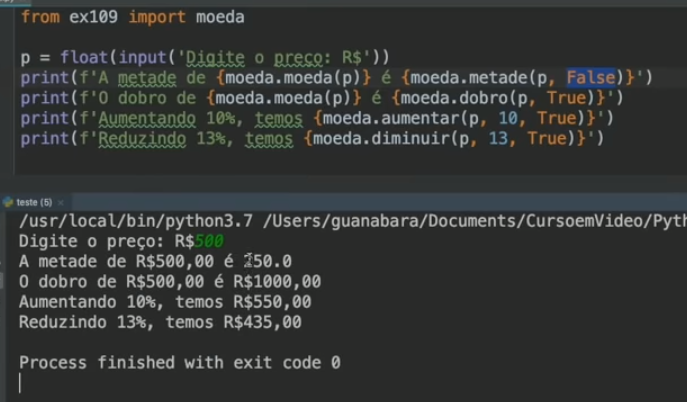 from ex109 import moeda
p = float(input('Digite o preço: R$'))
print(f'A metade de {moeda.moeda(p)} é {moeda.metade(p, False)}')
print(f'O dobro de {moeda.moeda(p)} é {moeda.dobro(p, True)}')
print(f'Aumentando 10%, temos {moeda.aumentar(p, 10, True)}')
print(f'Reduzindo 13%, temos {moeda.diminuir(p, 13, True)}')
teste (5) ×
/usr/local/bin/python3.7 /Users/guanabara/Documents/CursoemVideo/Pyth
Digite o preço: R$500
A metade de R$500,00 é 250.0
O dobro de R$500,00 é R$1000,00
Aumentando 10%, temos R$550,00
Reduzindo 13%, temos R$435,00
Process finished with exit code 0